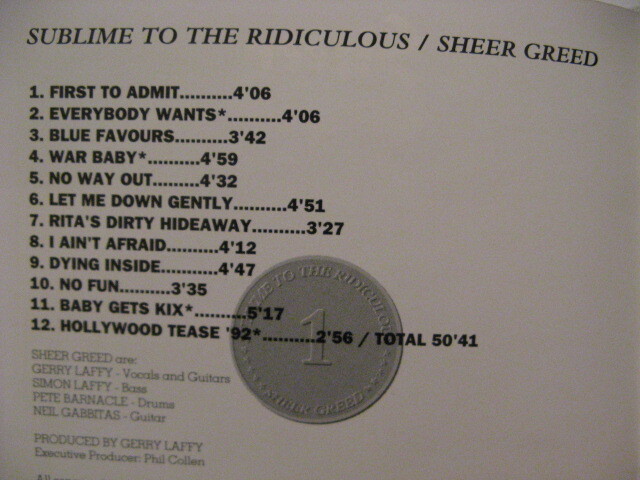 SUBLIME TO THE RIDICULOUS / SHEER GREED
1. FIRST TO ADMIT..........4'06
2. EVERYBODY WANTS*..........4'06
3. BLUE FAVOURS..........3'42
4. WAR BABY*..........4'59
5. NO WAY OUT..........4'32
6. LET ME DOWN GENTLY..........4'51
7. RITA'S DIRTY HIDEAWAY..........3'27
8. I AIN'T AFRAID..........4'12
9. DYING INSIDE..........4'47
10. NO FUN..........3'35
11. BABY GETS KIX*..........5'17
12. HOLLYWOOD TEASE '92*..........2'56 / TOTAL 50'41
TO THE RIDICULOUS
1
SHEER GREED
SHEER GREED are:
GERRY LAFFY - Vocals and Guitars
SIMON LAFFY - Bass
PETE BARNACLE - Drums
NEIL GABBITAS - Guitar
PRODUCED BY GERRY LAFFY
Executive Producer: Phil Collen